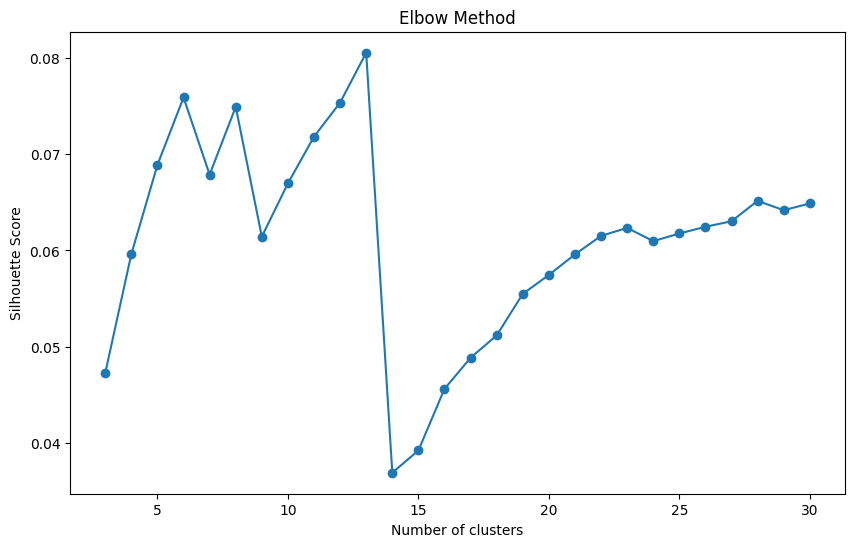 Elbow Method
Silhouette Score
0.08
0.07
0.06
0.05
0.04
5 10 15 20 25 30
Number of clusters